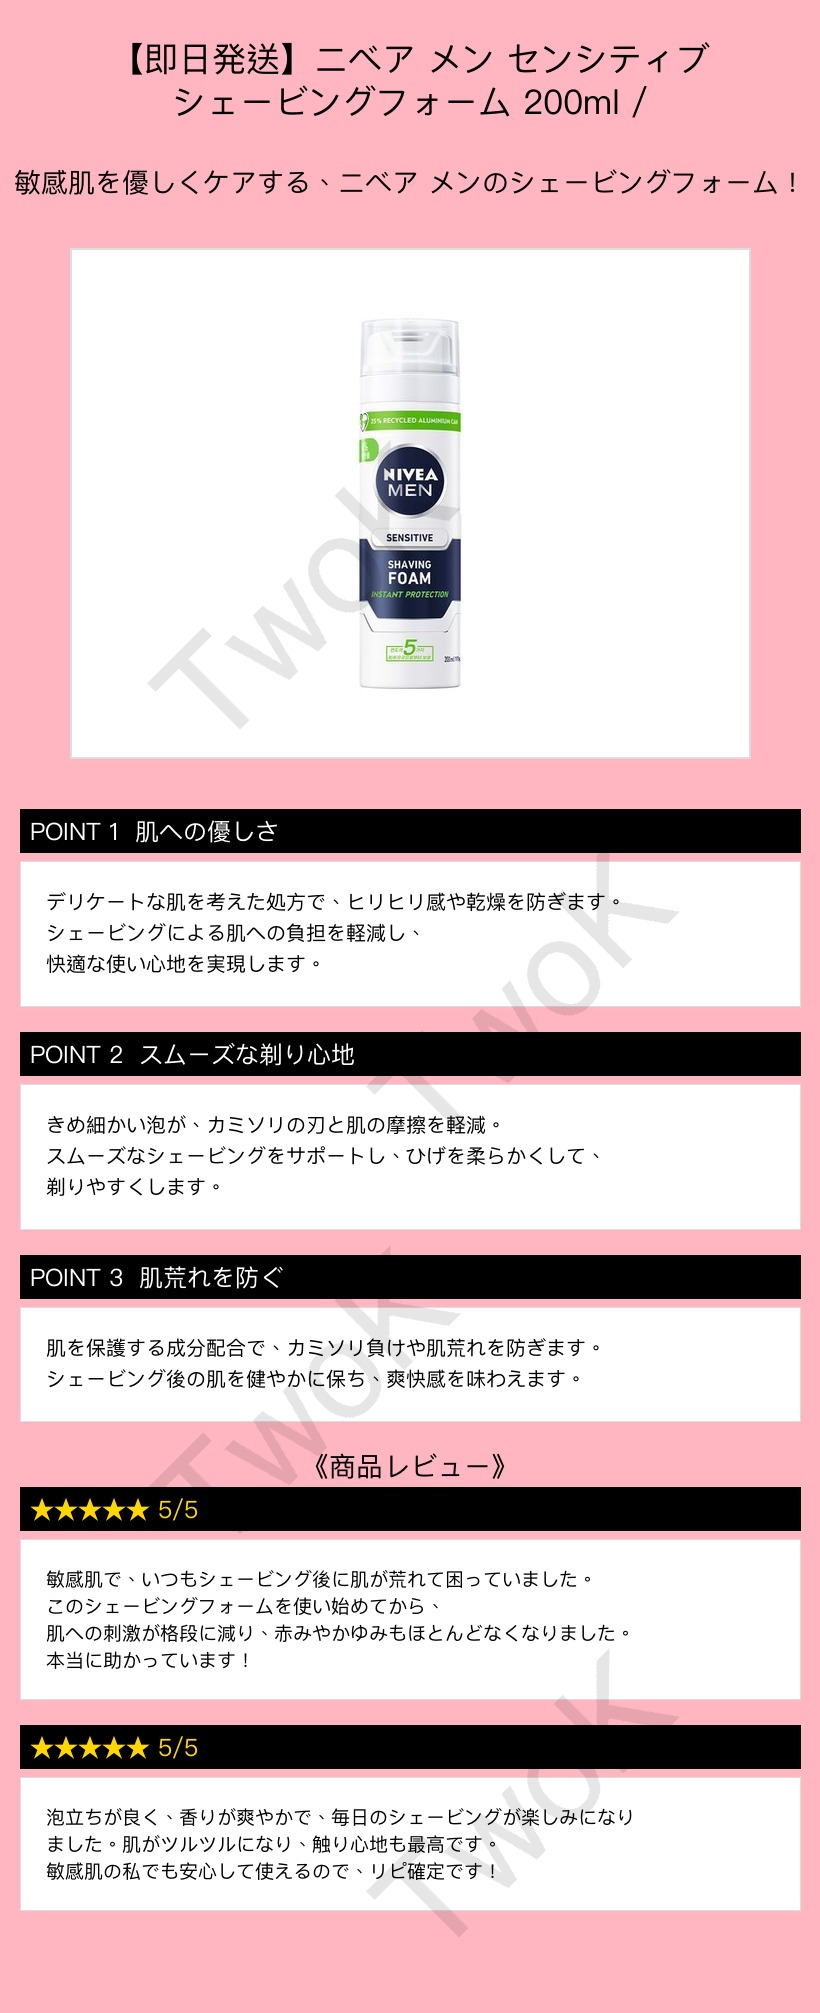 【即日発送】ニベア メン センシティブ
シェービングフォーム 200ml /
敏感肌を優しくケアする、ニベア メンのシェービングフォーム！
25% RECYCLED ALUMINIUM CAN
NIVEA
MEN
SENSITIVE
SHAVING
FOAM
INSTANT PROTECTION
5
TwoK
POINT 1 肌への優しさ
デリケートな肌を考えた処方で、ヒリヒリ感や乾燥を防ぎます。
シェービングによる肌への負担を軽減し、
快適な使い心地を実現します。
TwoK
POINT 2 スムーズな剃り心地
きめ細かい泡が、カミソリの刃と肌の摩擦を軽減。
スムーズなシェービングをサポートし、ひげを柔らかくして、
剃りやすくします。
POINT 3 肌荒れを防ぐ
肌を保護する成分配合で、カミソリ負けや肌荒れを防ぎます。
シェービング後の肌を健やかに保ち、爽快感を味わえます。
TwoK
《商品レビュー》
★★★★★ 5/5
敏感肌で、いつもシェービング後に肌が荒れて困っていました。
このシェービングフォームを使い始めてから、
肌への刺激が格段に減り、赤みやかゆみもほとんどなくなりました。
本当に助かっています！
★★★★★ 5/5
泡立ちが良く、香りが爽やかで、毎日のシェービングが楽しみになり
ました。肌がツルツルになり、触り心地も最高です。
敏感肌の私でも安心して使えるので、リピ確定です！
TwoK